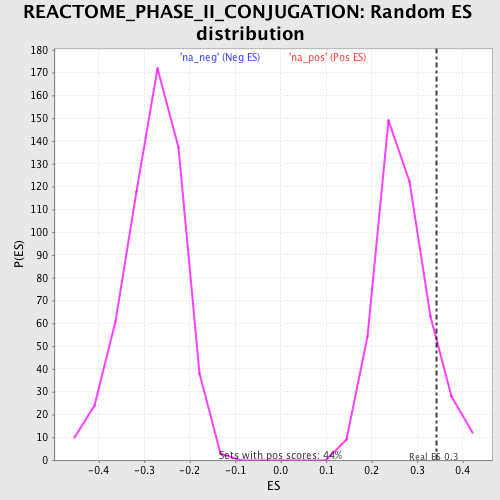 REACTOME_PHASE_II_CONJUGATION: Random ES
distribution
'na_neg' (Neg ES)
'na_pos' (Pos ES)
180
170
160
150
140
130
120
110
100
90
80
70
60
50
40
30
20
10
0
P(ES)
Sets with pos scores: 44%
Real ES 0.3
-0.4 -0.3 -0.2 -0.1 0.0 0.1 0.2 0.3 0.4
ES